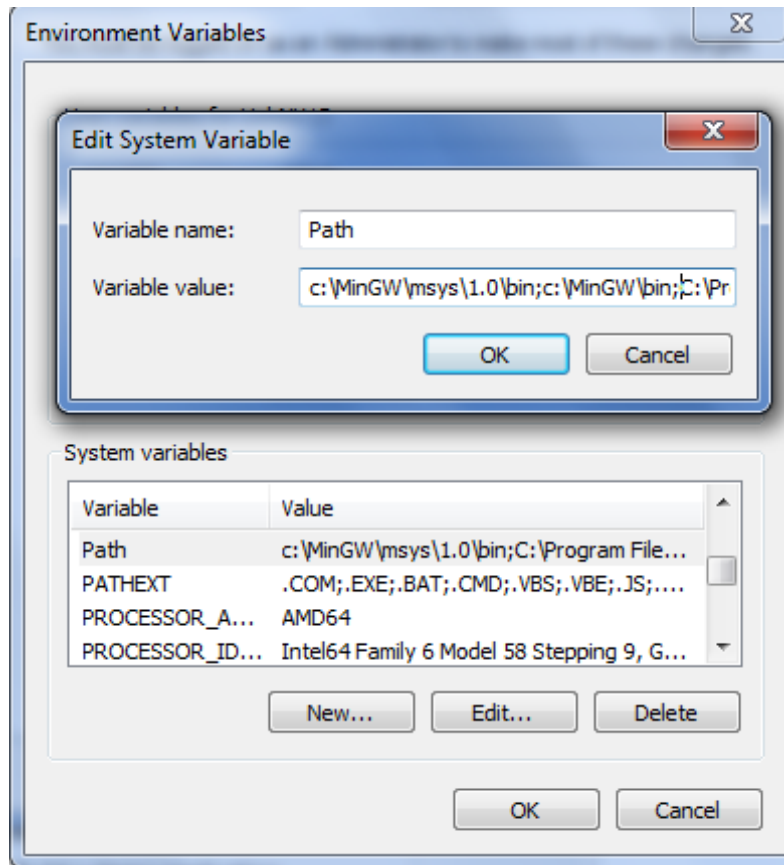 Environment Variables
Edit System Variable
Variable name:
Path
Variable value:
c:\MinGW\msys\1.0\bin;c:\MinGW\bin;C:\Pr
OK
Cancel
System variables
Variable Value
Path c:\MinGW\msys\1.0\bin;C:\Program File...
PATHEXT .COM;.EXE;.BAT;.CMD;.VBS;.VBE;.JS;....
PROCESSOR_A... AMD64
PROCESSOR_ID... Intel64 Family 6 Model 58 Stepping 9, G...
New... Edit... Delete
OK Cancel